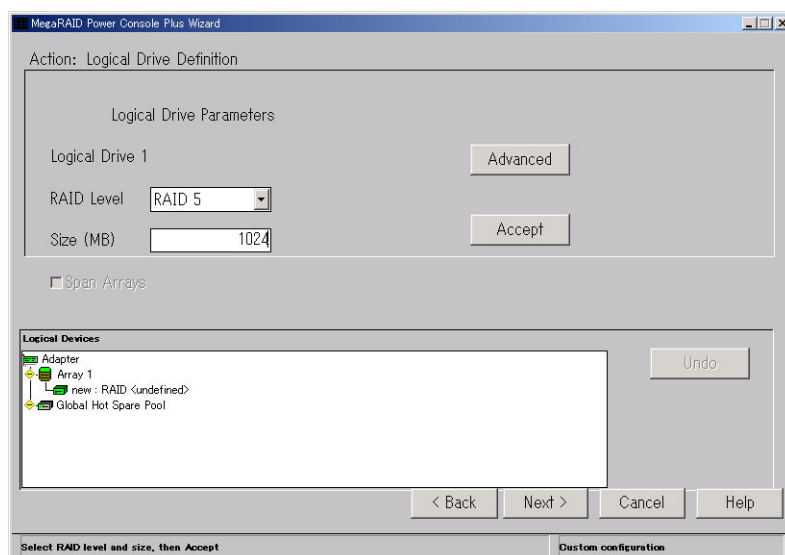 MegaRAID Power Console Plus Wizard
Action: Logical Drive Definition
Logical Drive Parameters
Logical Drive 1
Advanced
RAID Level RAID 5
Size (MB) 1024
Accept
Span Arrays
Logical Devices
Adapter
Array 1
new : RAID <undefined>
Global Hot Spare Pool
Undo
< Back Next > Cancel Help
Select RAID level and size, then Accept Custom configuration